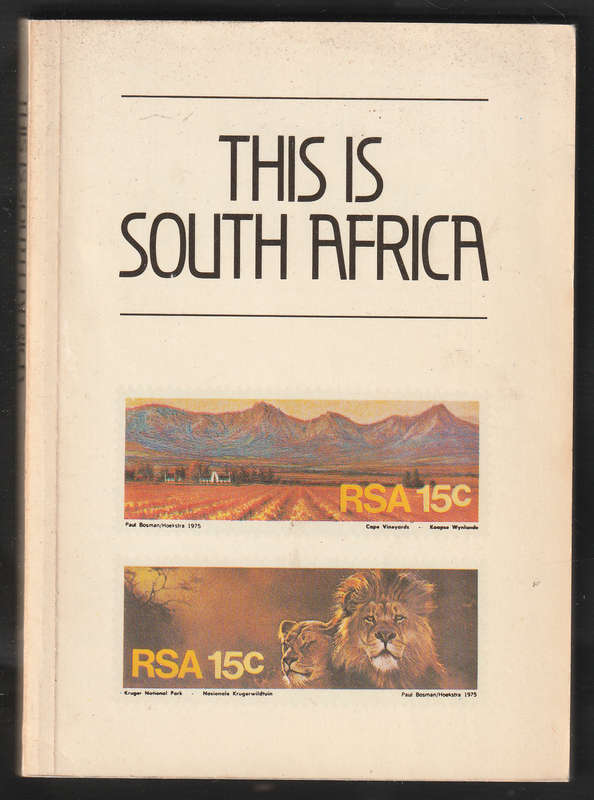 THIS IS
SOUTH AFRICA
RSA 15c
Paul Bosman/Hoekstra 1975 Cape Vineyards - Kaapse Wynlande
RSA 15c
Kruger National Park - Nasionale Krugerwildtuin Paul Bosman/Hoekstra 1975